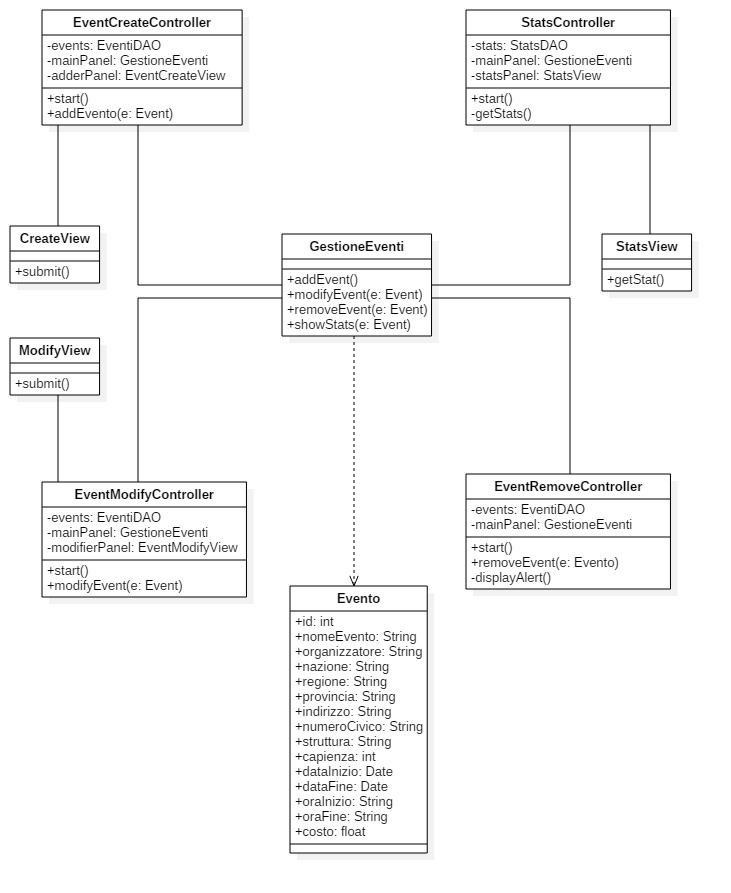 EventCreateController
-events: EventiDAO
-mainPanel: GestioneEventi
-adderPanel: EventCreateView
+start()
+addEvento(e: Event)
StatsController
-stats: StatsDAO
-mainPanel: GestioneEventi
-statsPanel: StatsView
+start()
-getStats()
CreateView
+submit()
GestioneEventi
+addEvent()
+modifyEvent(e: Event)
+removeEvent(e: Event)
+showStats(e: Event)
StatsView
+getStat()
ModifyView
+submit()
EventModifyController
-events: EventiDAO
-mainPanel: GestioneEventi
-modifierPanel: EventModifyView
+start()
+modifyEvent(e: Event)
EventRemoveController
-events: EventiDAO
-mainPanel: GestioneEventi
+start()
+removeEvent(e: Evento)
-displayAlert()
Evento
+id: int
+nomeEvento: String
+organizzatore: String
+nazione: String
+regione: String
+provincia: String
+indirizzo: String
+numeroCivico: String
+struttura: String
+capienza: int
+dataInizio: Date
+dataFine: Date
+oraInizio: String
+oraFine: String
+costo: float